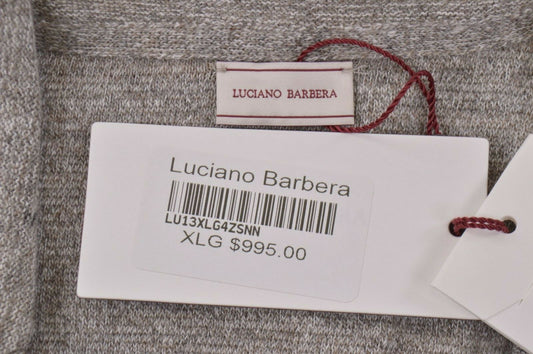 LUCIANO BARBERA
Luciano Barbera
LU13XLG4ZSNN
XLG $995.00